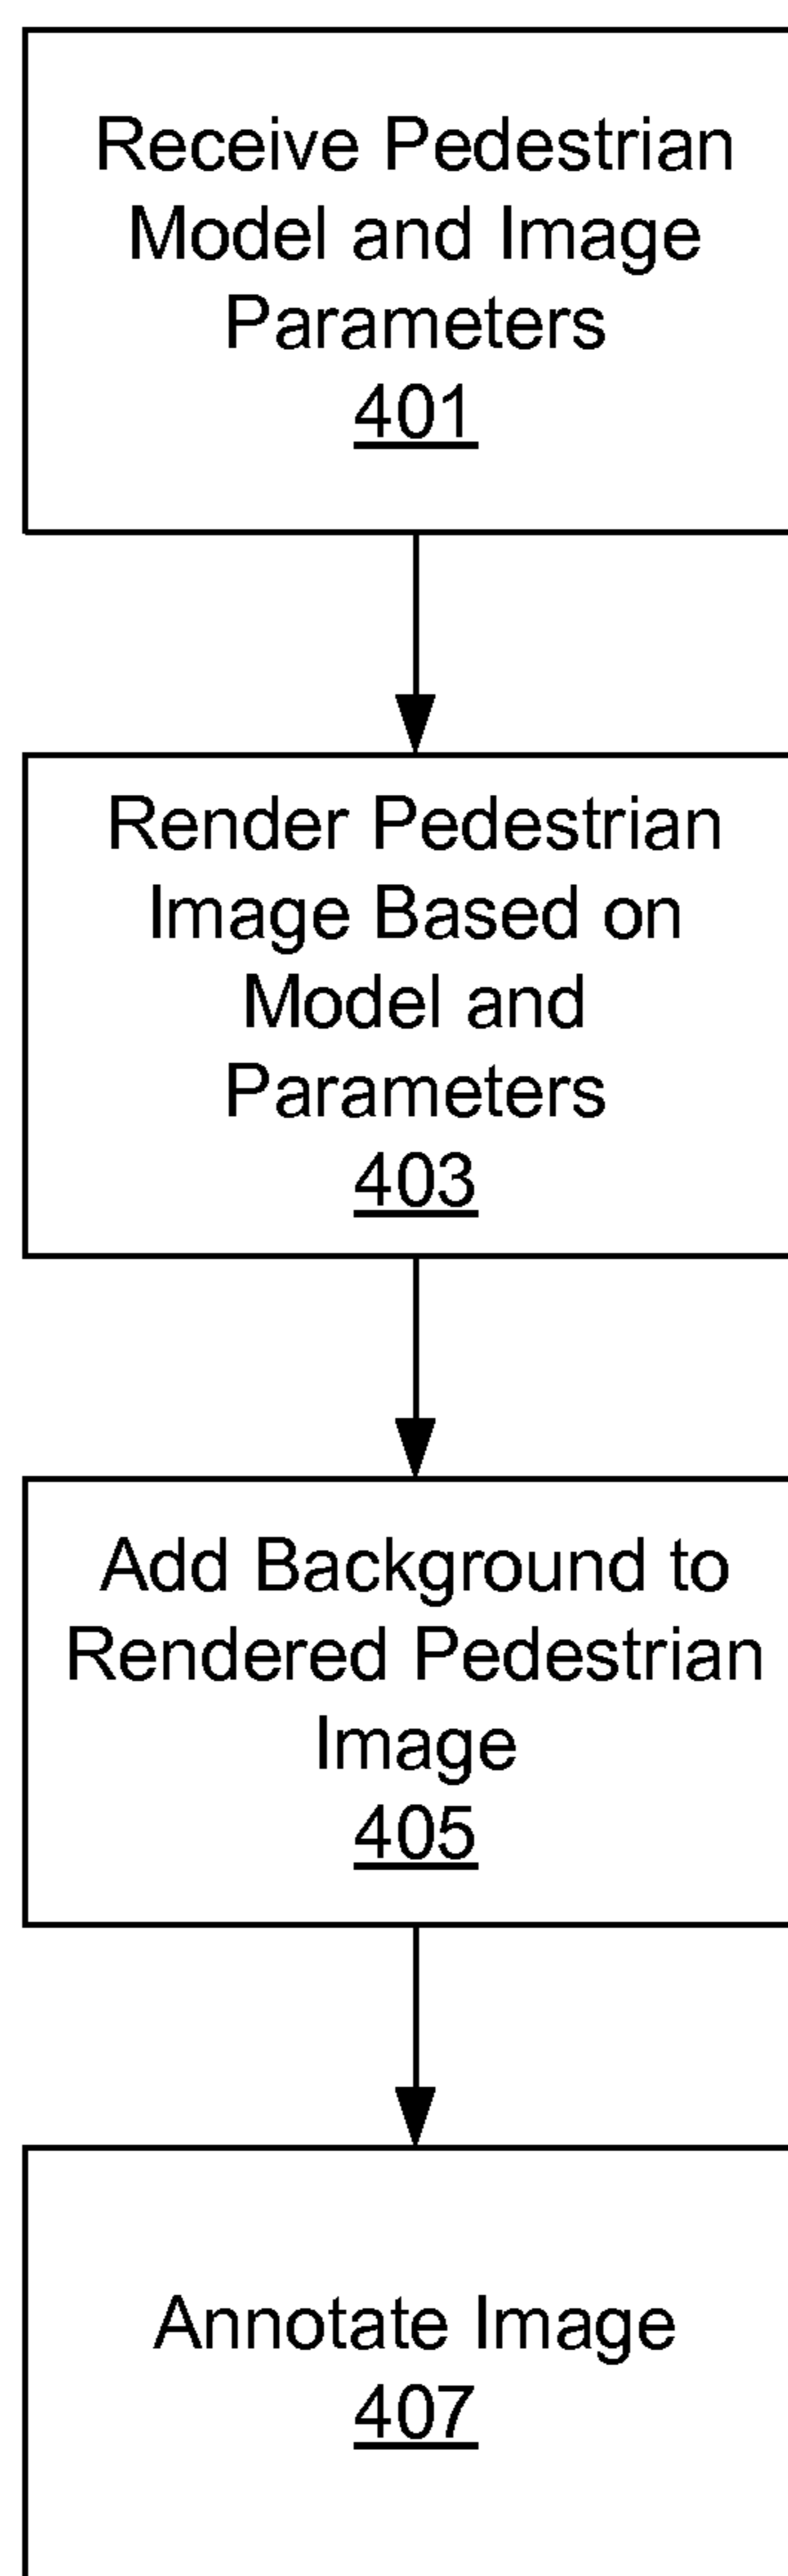 Receive Pedestrian
Model and Image
Parameters
401
Render Pedestrian
Image Based on
Model and
Parameters
403
Add Background to
Rendered Pedestrian
Image
405
Annotate Image
407